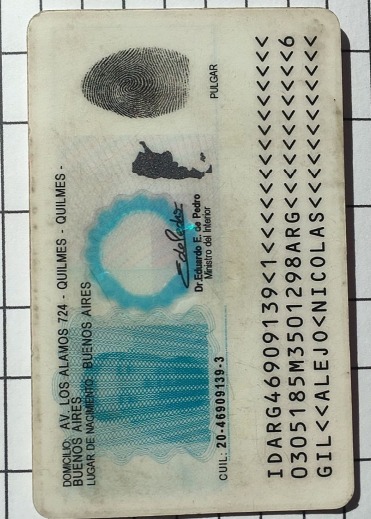 DOMICILIO: AV. LOS ALAMOS 724 - QUILMES - QUILMES -
BUENOS AIRES
LUGAR DE NACIMIENTO: BUENOS AIRES
PULGAR
Dr Eduardo E. de Pedro
Ministro del Interior
CUIL: 20-46909139-3
IDARG46909139<1<<<<<<<<<<<<<<<
0305185M3501298ARG<<<<<<<<<<<6
GIL<<ALEJO<NICOLAS<<<<<<<<<<<<